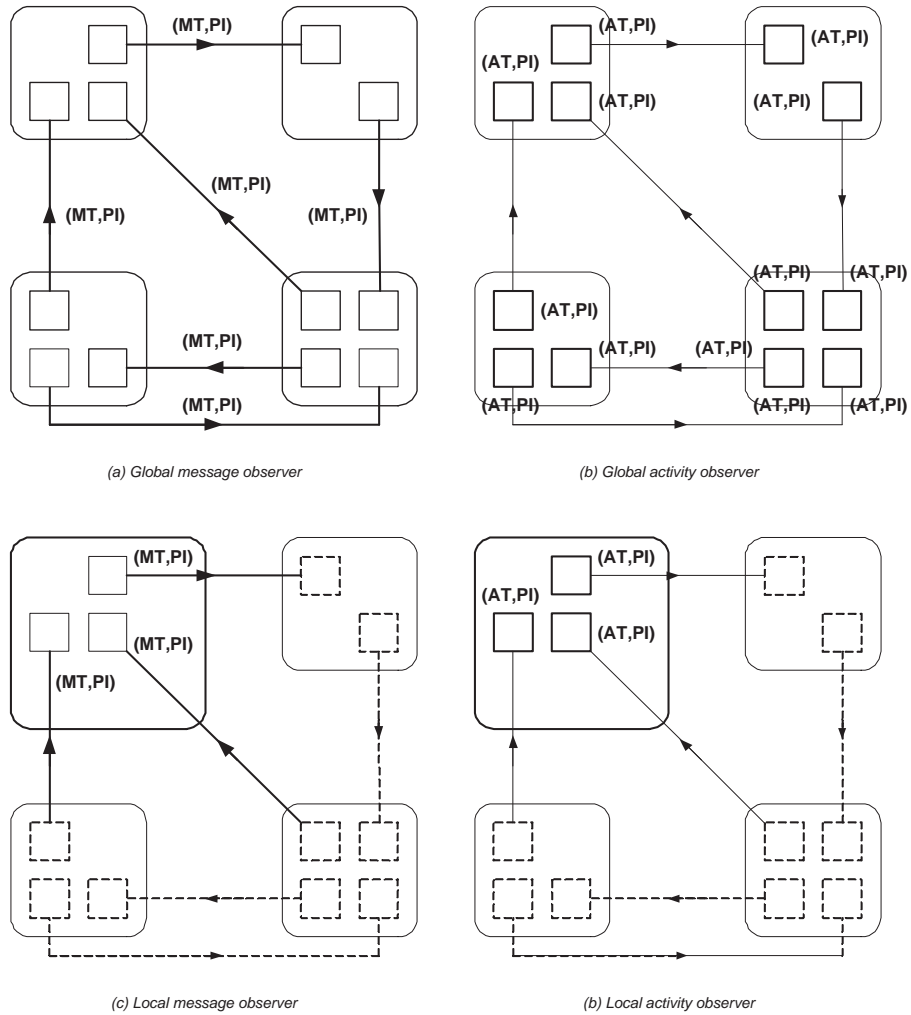 (MT,PI)
(MT,PI)
(MT,PI)
(MT,PI)
(MT,PI)
(MT,PI)
(a) Global message observer
(AT,PI)
(AT,PI)
(AT,PI)
(AT,PI)
(AT,PI)
(AT,PI)
(AT,PI)
(AT,PI)
(AT,PI)
(AT,PI)
(AT,PI)
(AT,PI)
(AT,PI)
(b) Global activity observer
(MT,PI)
(MT,PI)
(MT,PI)
(c) Local message observer
(AT,PI)
(AT,PI)
(AT,PI)
(b) Local activity observer